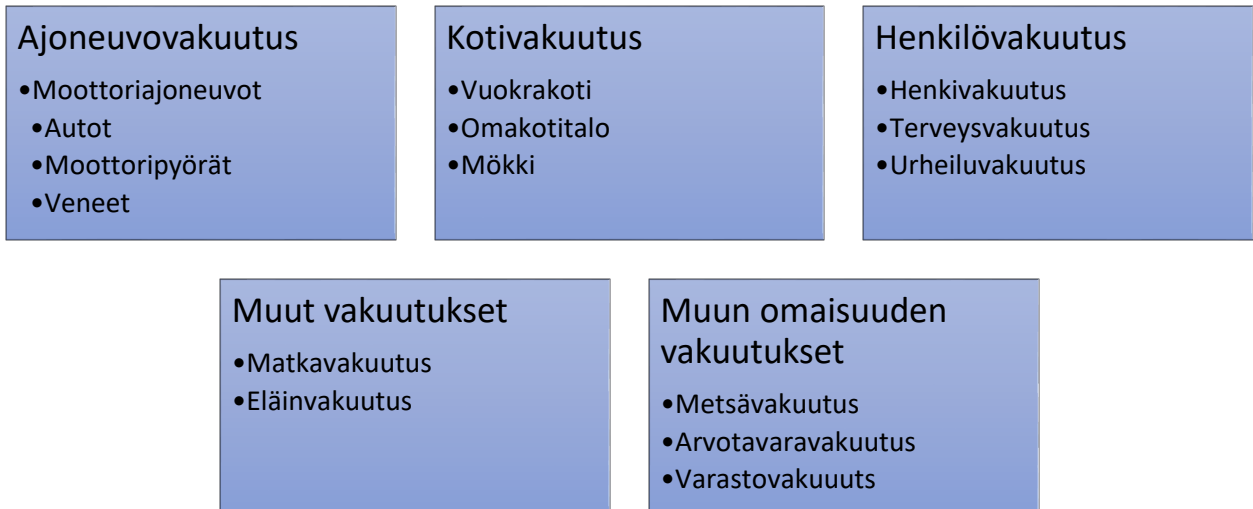 Ajoneuvovakuutus
•Moottoriajoneuvot
•Autot
•Moottoripyörät
•Veneet
Kotivakuutus
•Vuokrakoti
•Omakotitalo
•Mökki
Henkilövakuutus
•Henkivakuutus
•Terveysvakuutus
•Urheiluvakuutus
Muut vakuutukset
•Matkavakuutus
•Eläinvakuutus
Muun omaisuuden
vakuutukset
•Metsävakuutus
•Arvotavaravakuutus
•Varastovakuuuts